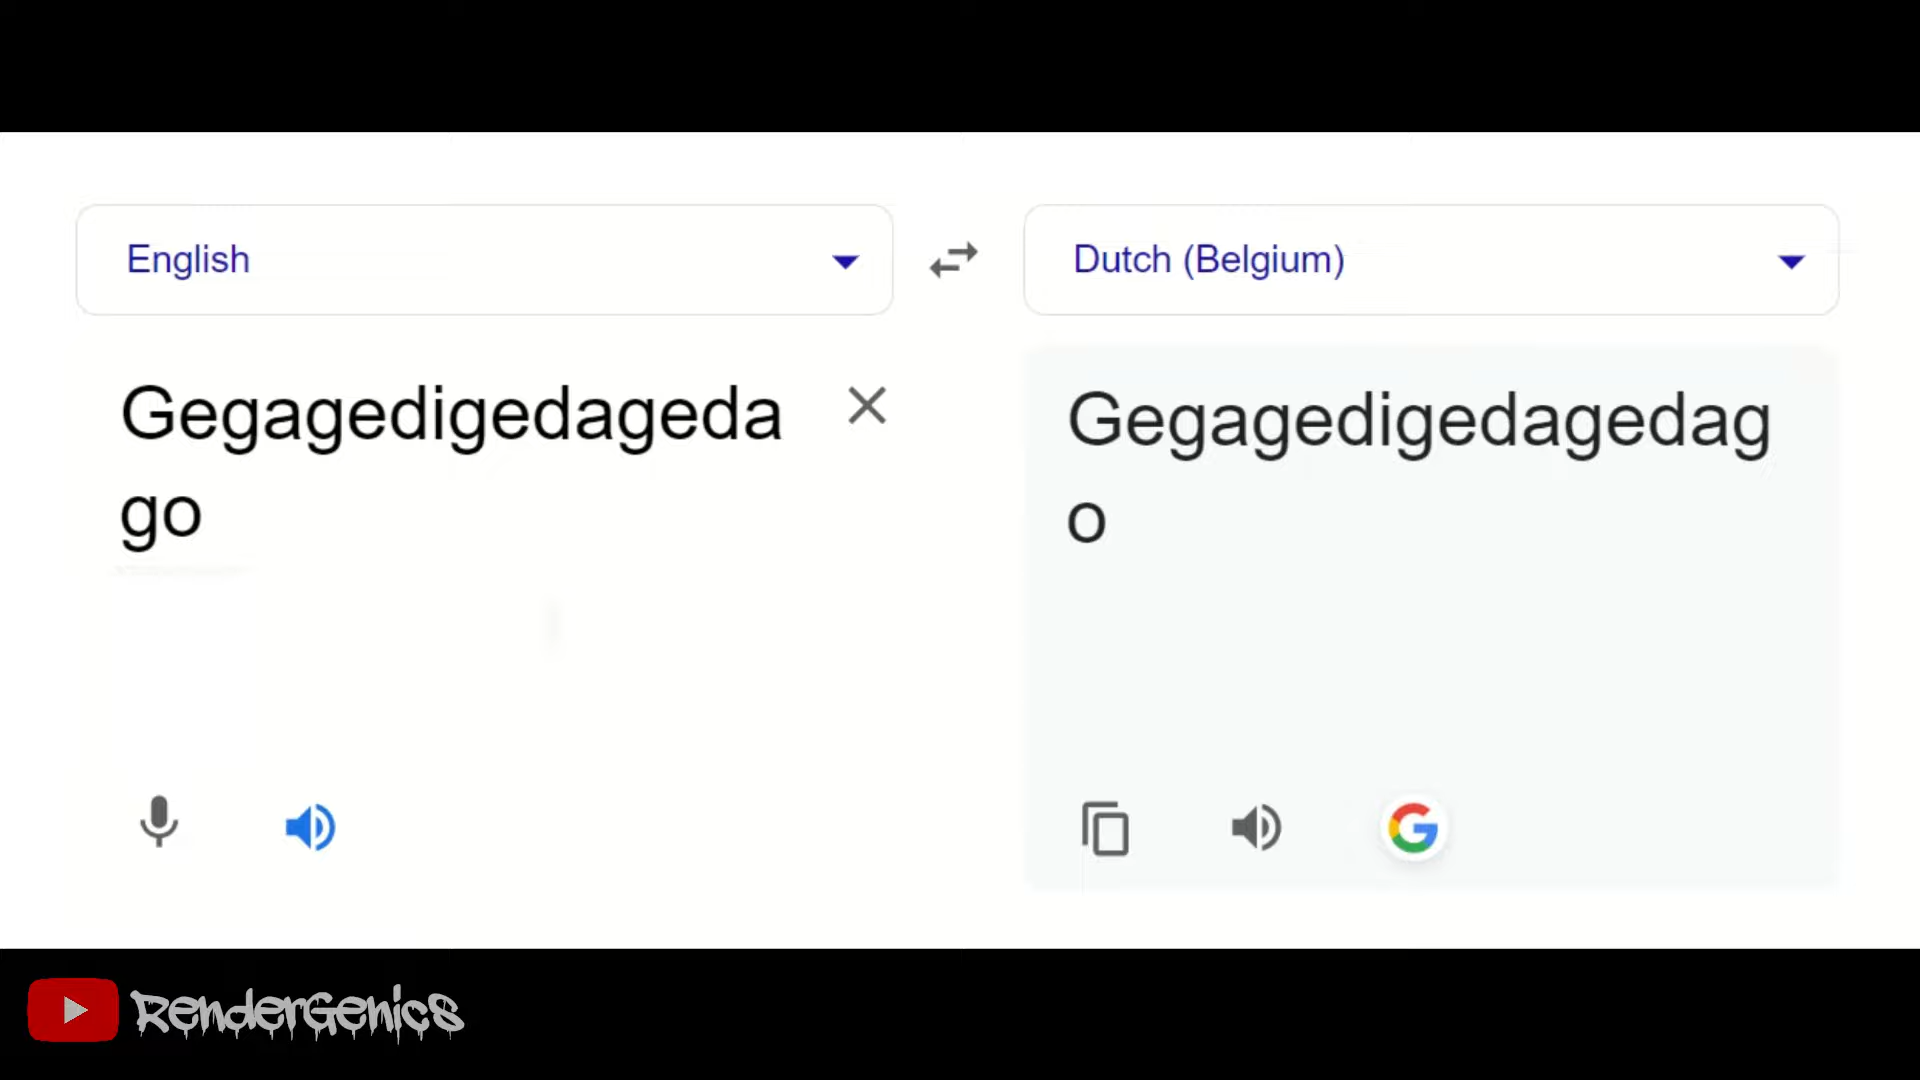 English
Dutch (Belgium)
Gegagedigedageda
go
Gegagedigedagedag
o
RenderGenics